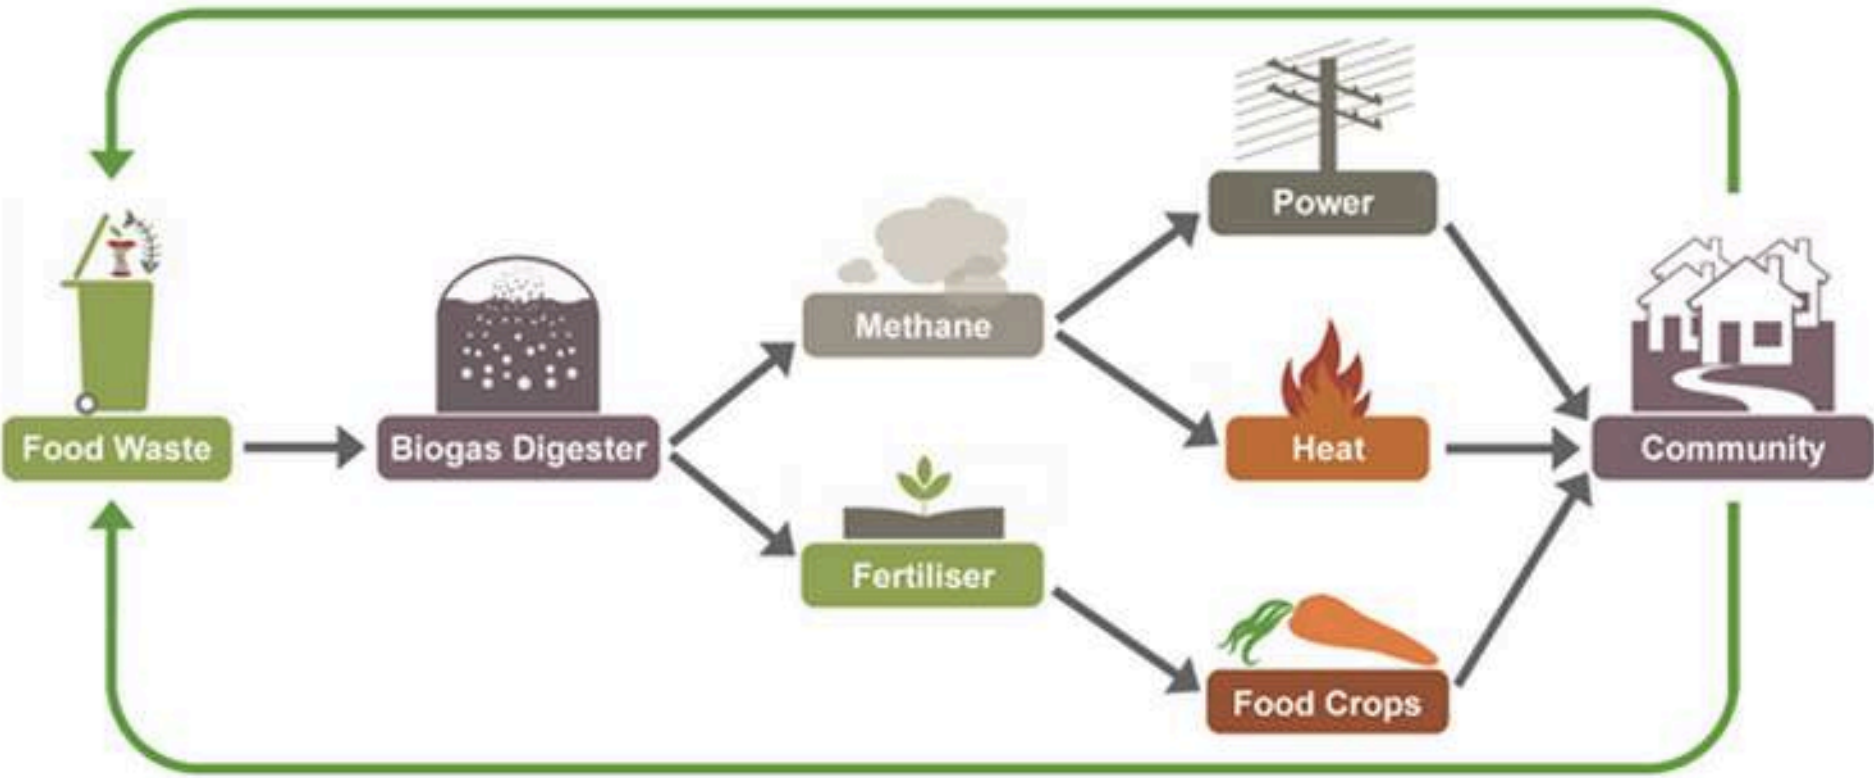 Power
Methane
Food Waste
Biogas Digester
Heat
Community
Fertiliser
Food Crops